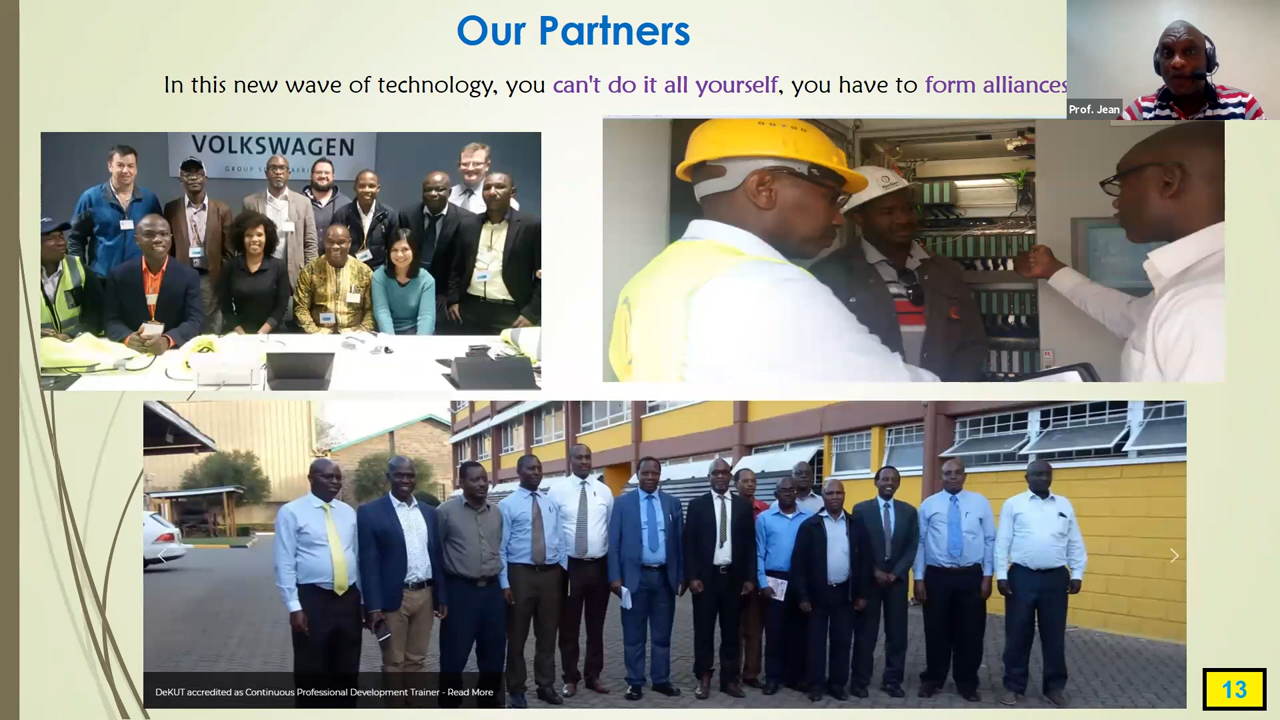 Our Partners
In this new wave of technology, you can't do it all yourself, you have to form alliances
Prof. Jean
VOLKSWAGEN
DeKUT accredited as Continuous Professional Development Trainer - Read More
13